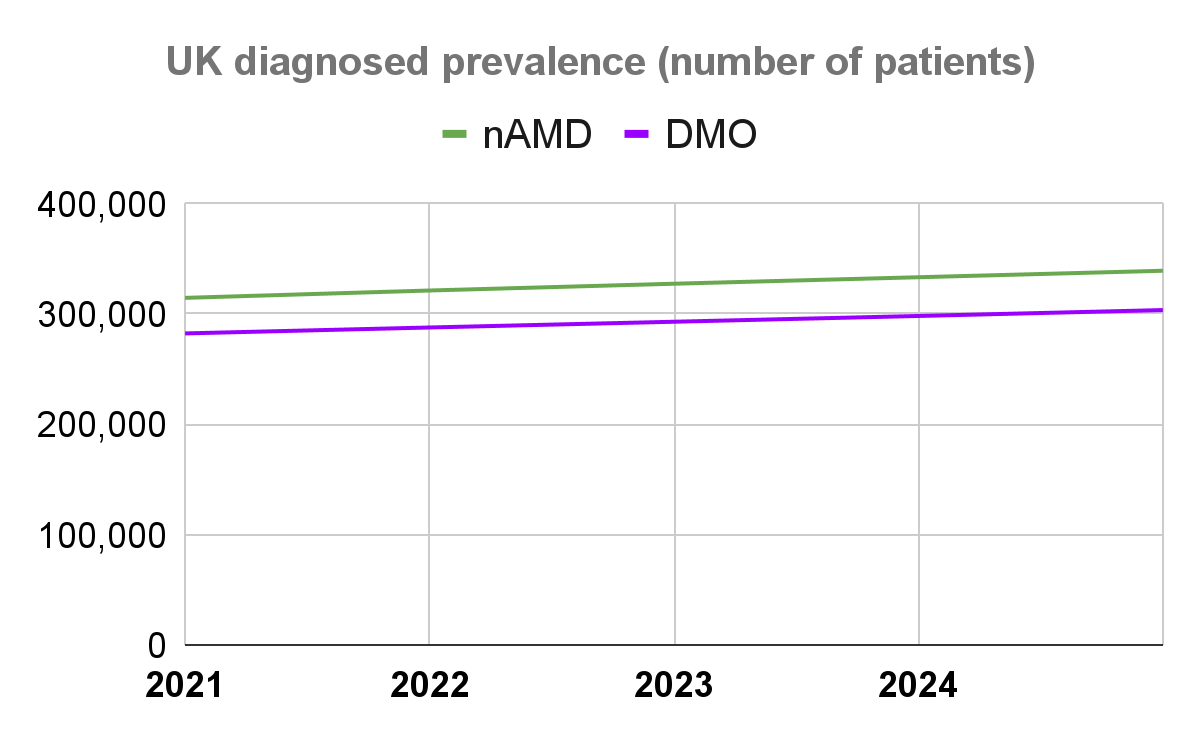 UK diagnosed prevalence (number of patients)
nAMD DMO
400,000
300,000
200,000
100,000
0
2021 2022 2023 2024